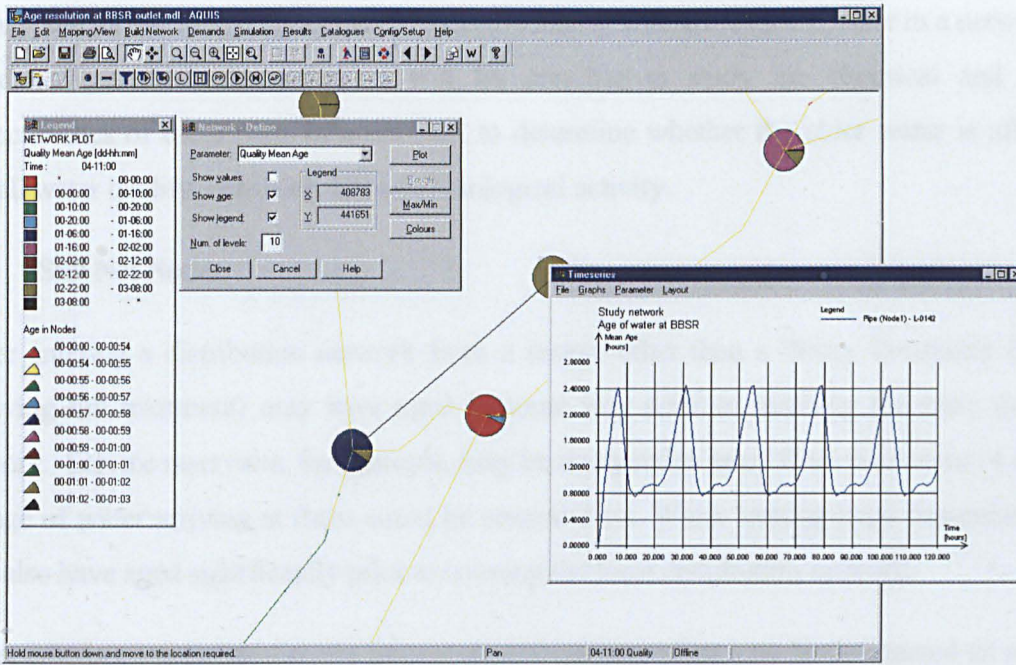 Age resolution at BBSR outlet.mdl - AQUIS
File Edit Mapping/View Build Network Demands Simulation Results Catalogues Config/Setup Help
Legend
NETWORK PLOT
Quality Mean Age [dd-hh:mm]
Time : 04-11:00
- 00-00:00
00-00:00 - 00-10:00
00-10:00 - 00-20:00
00-20:00 - 01-06:00
01-06:00 - 01-16:00
01-16:00 - 02-02:00
02-02:00 - 02-12:00
02-12:00 - 02-22:00
02-22:00 - 03-08:00
03-08:00 -
Age in Nodes
00-00:00 - 00-00:54
00-00:54 - 00-00:55
00-00:55 - 00-00:56
00-00:56 - 00-00:57
00-00:57 - 00-00:58
00-00:58 - 00-00:59
00-00:59 - 00-01:00
00-01:00 - 00-01:01
00-01:01 - 00-01:02
00-01:02 - 00-01:03
Network - Define
Parameter: Quality Mean Age
Plot
Show values:
Show age:
Show legend:
Num. of levels: 10
Legend
X 408783
Y 441651
Max/Min
Colours
Close Cancel Help
Timeseries
File Graphs Parameter Layout
Study network
Age of water at BBSR
Legend
Pipe (Node1) - L-0142
Mean Age
[hours]
2.80000
2.40000
2.00000
1.60000
1.20000
0.80000
0.40000
0.00000
0.000 10.000 20.000 30.000 40.000 50.000 60.000 70.000 80.000 90.000 100.000 110.000 120.000
Time
[hours]
Hold mouse button down and move to the location required. Pan 04-11:00 Quality Offline